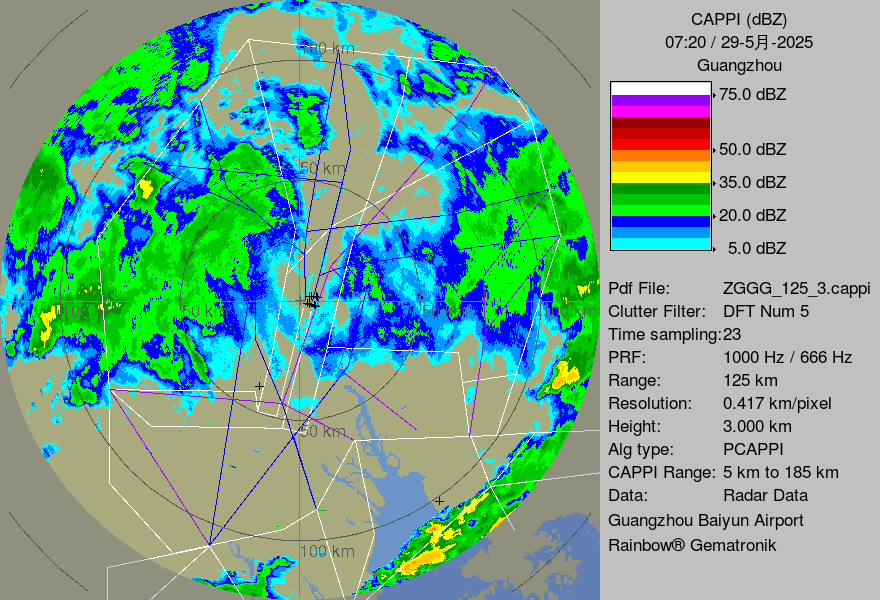 CAPPI (dBZ)
07:20 / 29-5月-2025
Guangzhou
75.0 dBZ
50.0 dBZ
35.0 dBZ
20.0 dBZ
5.0 dBZ
Pdf File: ZGGG_125_3.cappi
Clutter Filter: DFT Num 5
Time sampling:23
PRF: 1000 Hz / 666 Hz
Range: 125 km
Resolution: 0.417 km/pixel
Height: 3.000 km
Alg type: PCAPPI
CAPPI Range: 5 km to 185 km
Data: Radar Data
Guangzhou Baiyun Airport
Rainbow® Gematronik
100 km
50 km
100 km
50 km
50 km
100 km
50 km
100 km